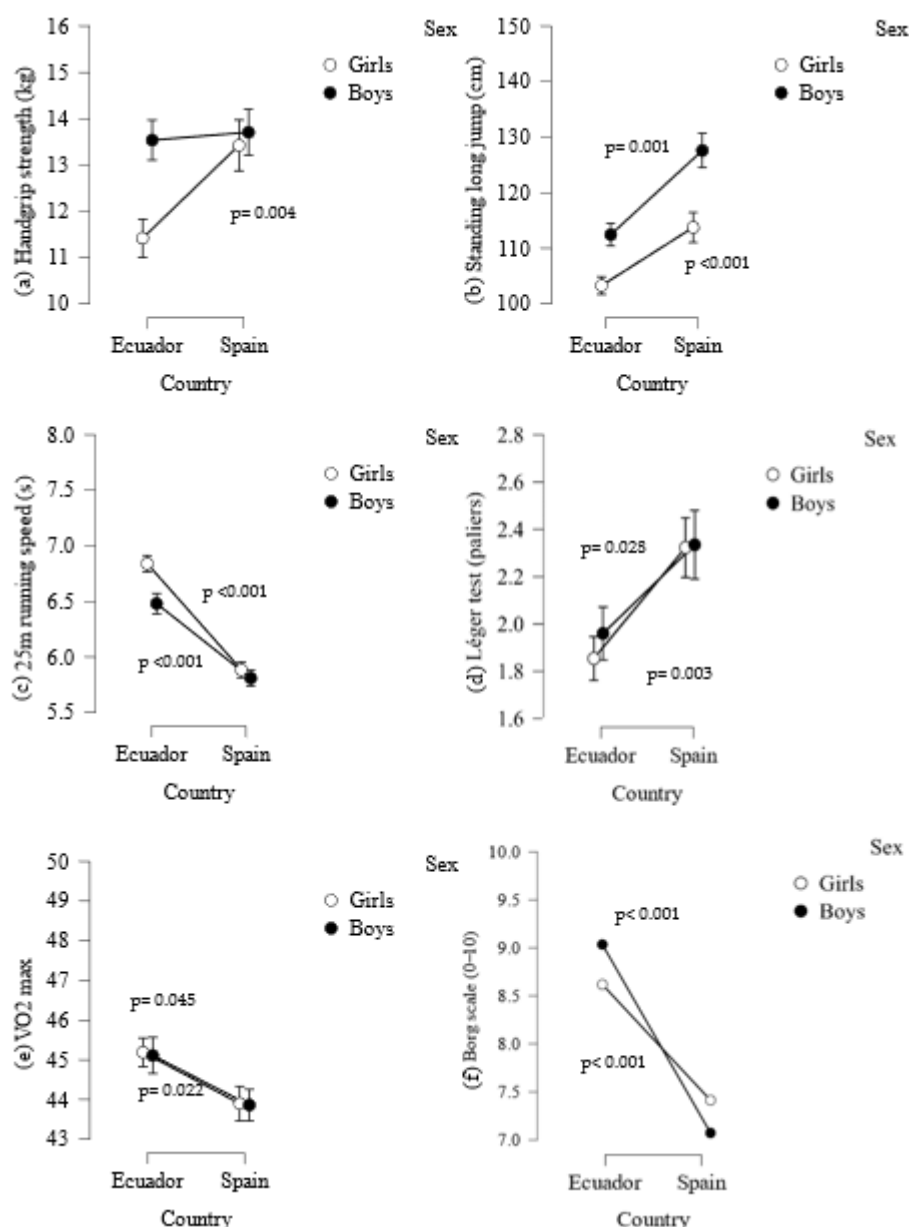 (a) Handgrip strength (kg)
16
15
14
13
12
11
10
Sex
Girls
Boys
p= 0.004
Ecuador Spain
Country
(b) Standing long jump (cm)
150
140
130
120
110
100
Sex
Girls
Boys
p= 0.001
p <0.001
Ecuador Spain
Country
(c) 25m running speed (s)
8.0
7.5
7.0
6.5
6.0
5.5
Sex
Girls
Boys
p <0.001
p <0.001
Ecuador Spain
Country
(d) Léger test (paliers)
2.8
2.6
2.4
2.2
2.0
1.8
1.6
Sex
Girls
Boys
p= 0.028
p= 0.003
Ecuador Spain
Country
(e) VO2 max
50
49
48
47
46
45
44
43
Sex
Girls
Boys
p= 0.045
p= 0.022
Ecuador Spain
Country
(f) Borg scale (0-10)
10.0
9.5
9.0
8.5
8.0
7.5
7.0
Sex
Girls
Boys
p< 0.001
p< 0.001
Ecuador Spain
Country